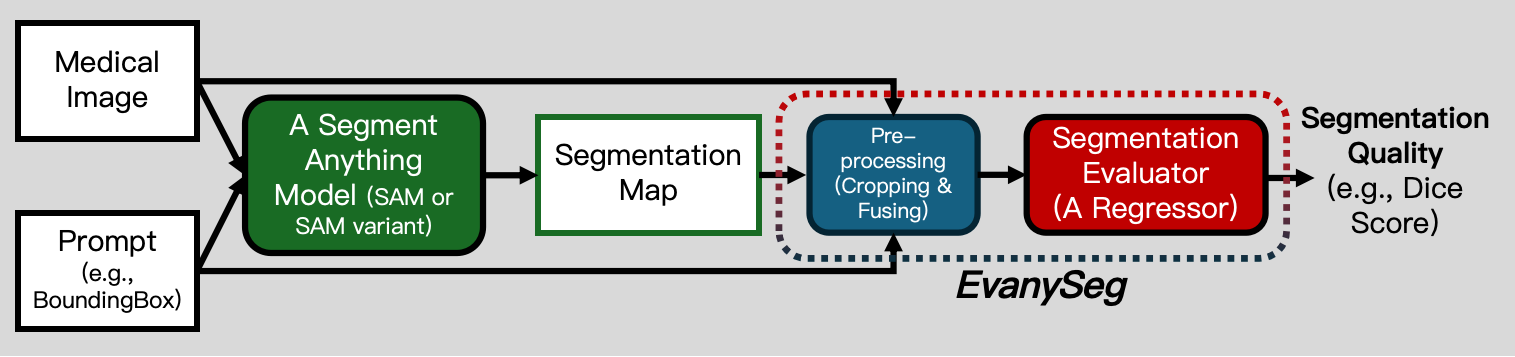 Medical
Image
Prompt
(e.g.,
BoundingBox)
A Segment
Anything
Model (SAM or
SAM variant)
Segmentation
Map
Pre-
processing
(Cropping &
Fusing)
Segmentation
Evaluator
(A Regressor)
EvanySeg
Segmentation
Quality
(e.g., Dice
Score)